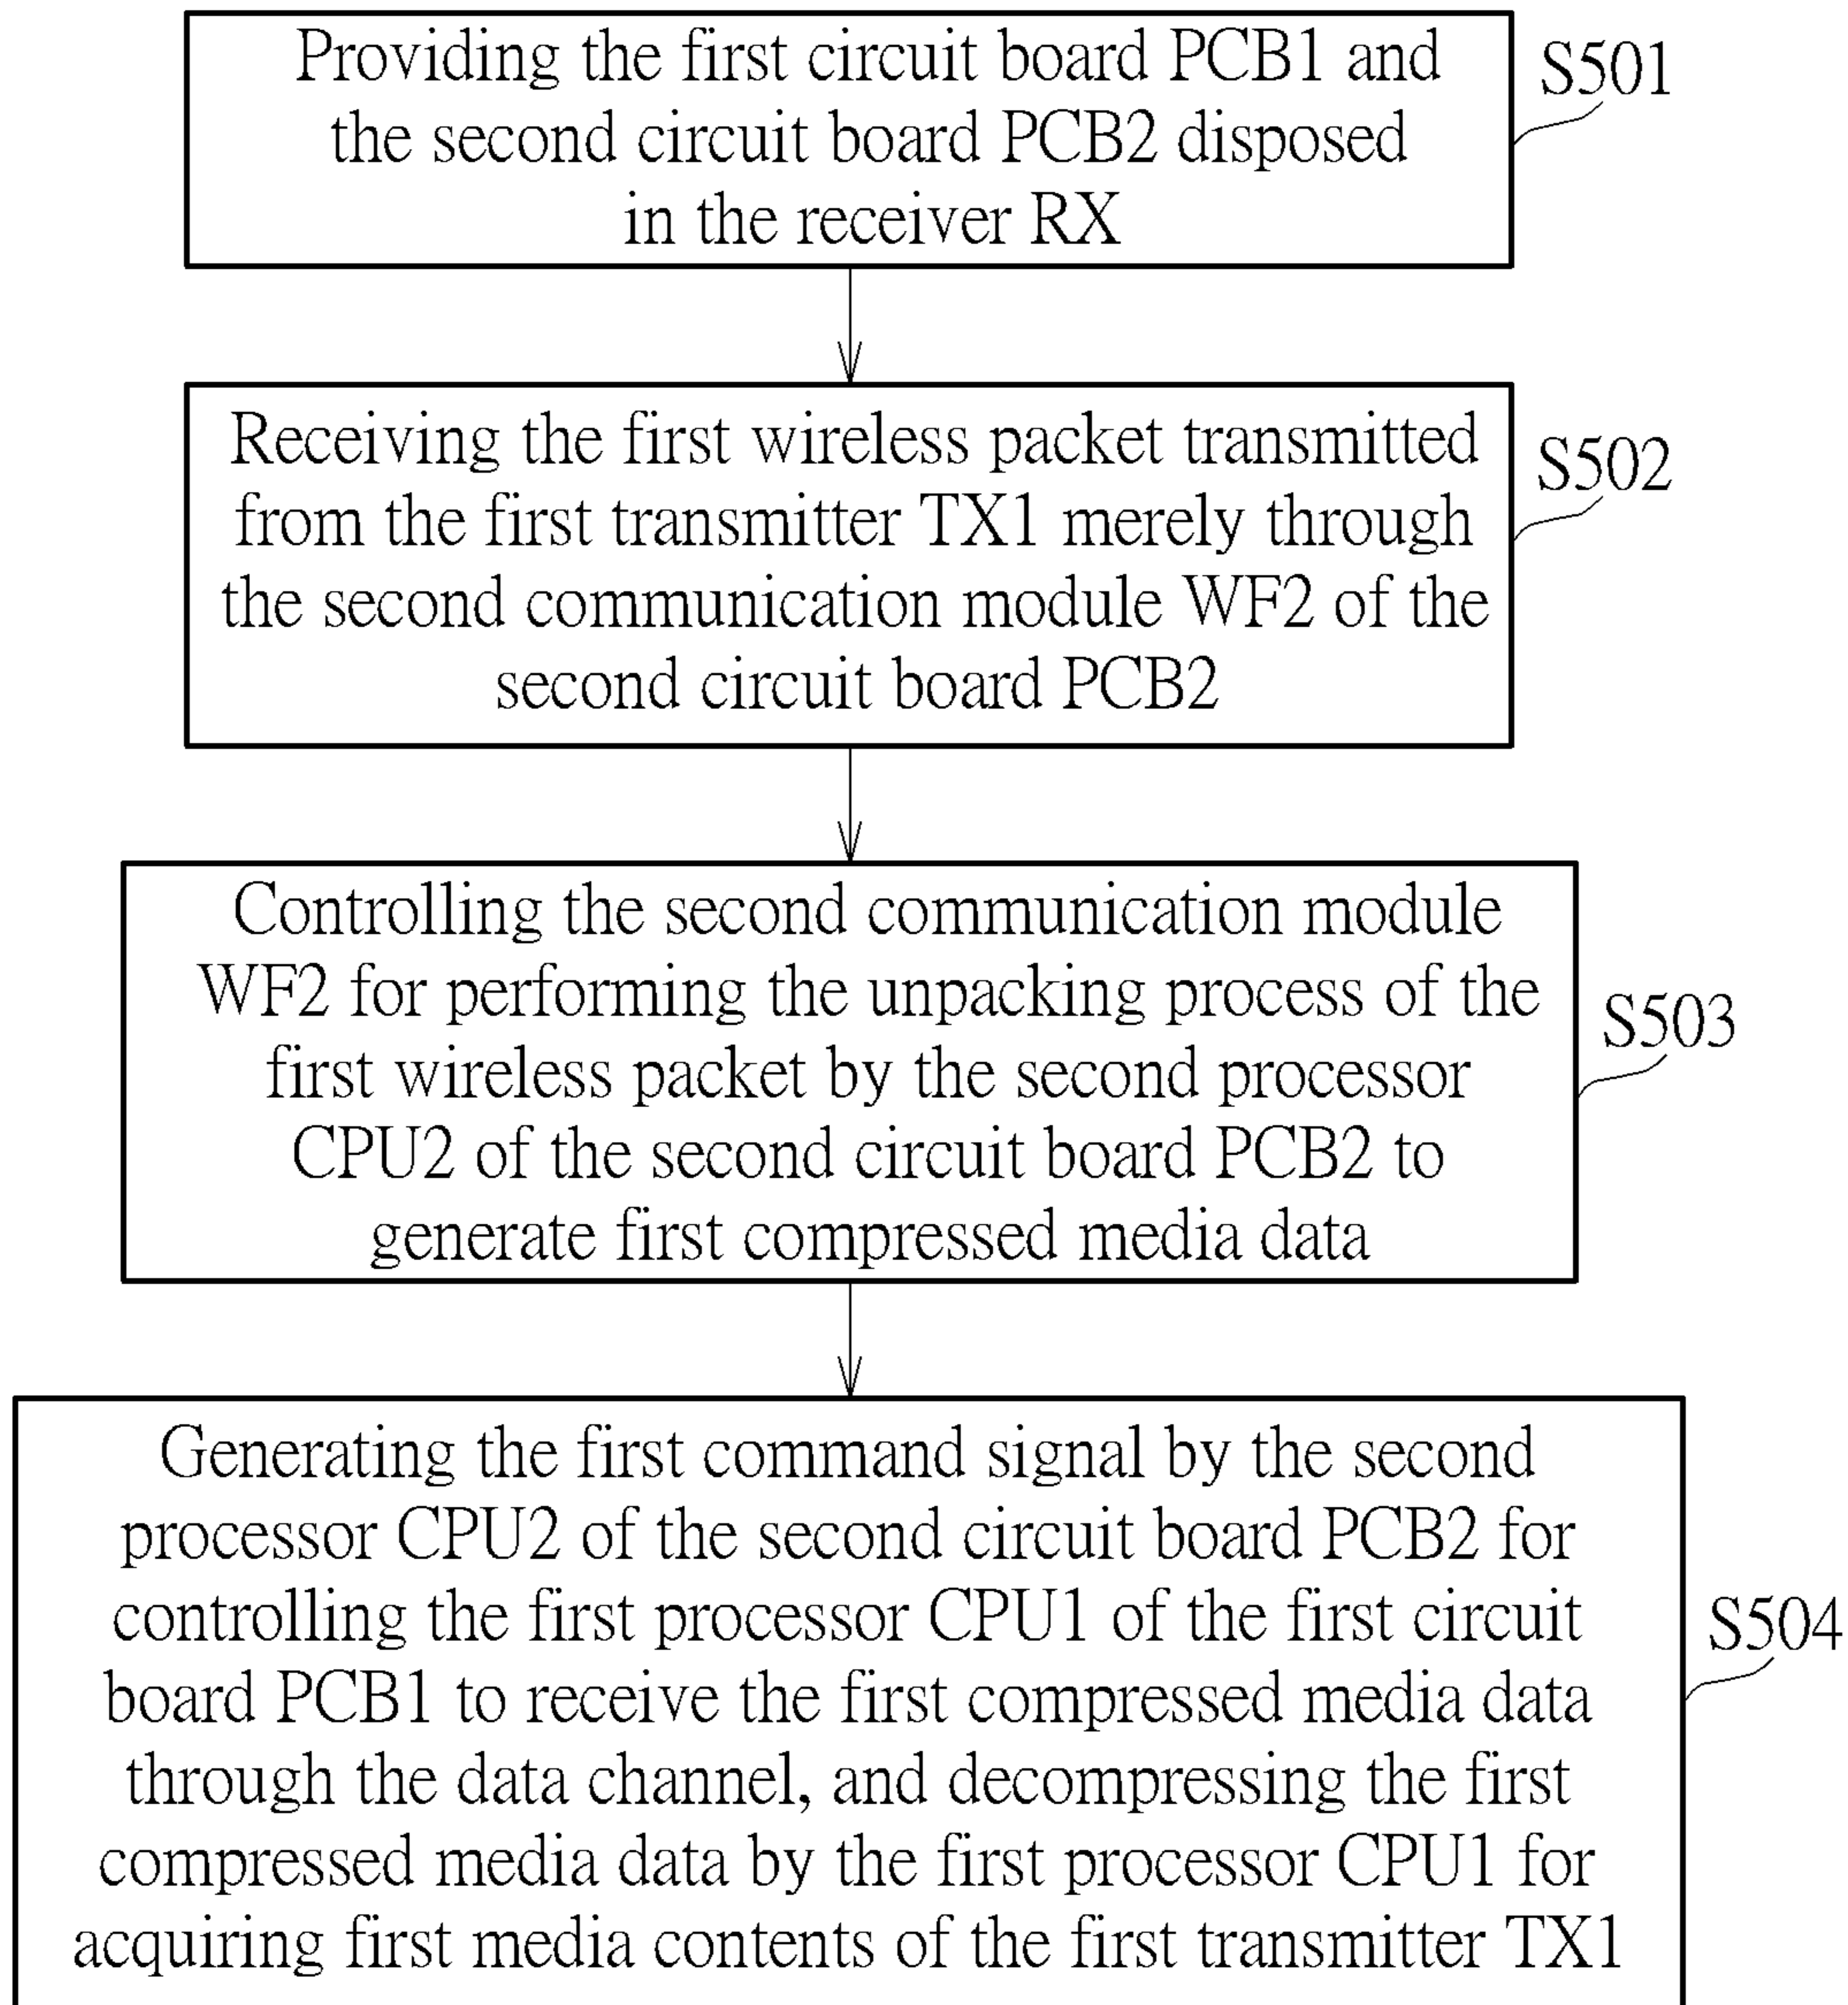 Providing the first circuit board PCB1 and
the second circuit board PCB2 disposed
in the receiver RX
S501
Receiving the first wireless packet transmitted
from the first transmitter TX1 merely through
the second communication module WF2 of the
second circuit board PCB2
S502
Controlling the second communication module
WF2 for performing the unpacking process of the
first wireless packet by the second processor
CPU2 of the second circuit board PCB2 to
generate first compressed media data
S503
Generating the first command signal by the second
processor CPU2 of the second circuit board PCB2 for
controlling the first processor CPU1 of the first circuit
board PCB1 to receive the first compressed media data
through the data channel, and decompressing the first
compressed media data by the first processor CPU1 for
acquiring first media contents of the first transmitter TX1
S504